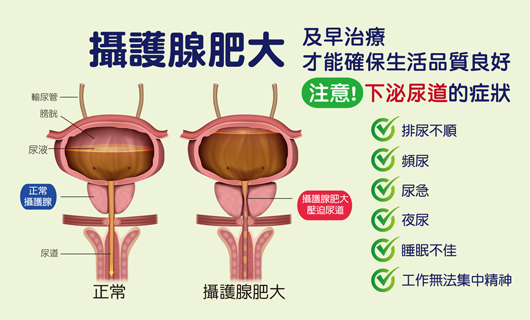 攝護腺肥大
及早治療
才能確保生活品質良好
注意! 下泌尿道的症狀
輸尿管
膀胱
尿液
正常
攝護腺
尿道
正常
攝護腺肥大
壓迫尿道
攝護腺肥大
排尿不順
頻尿
尿急
夜尿
睡眠不佳
工作無法集中精神